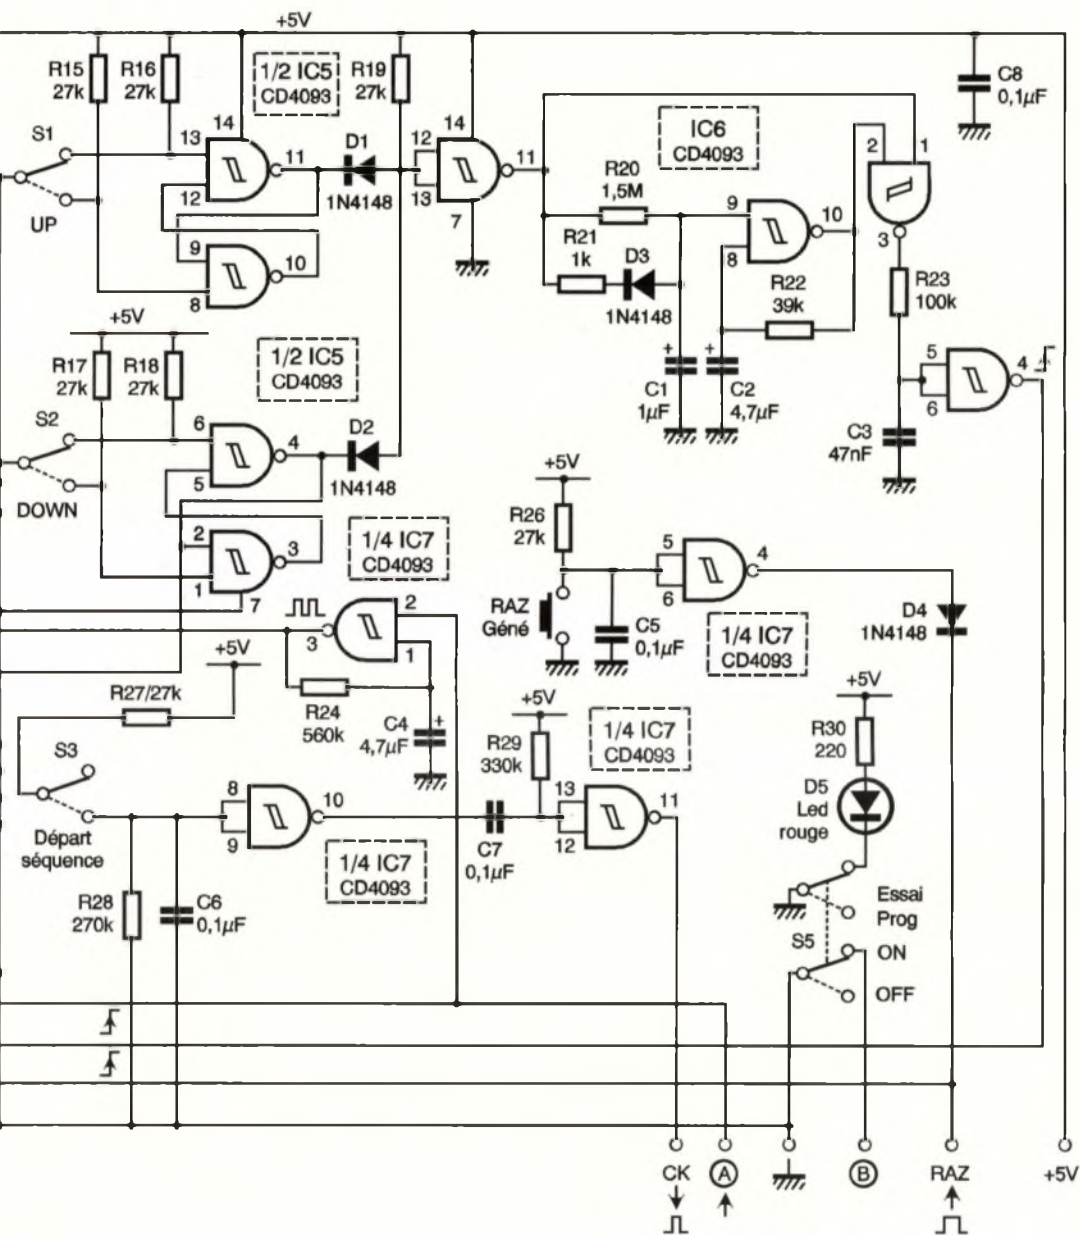 +5V
R15
27k
R16
27k
14
1/2 IC5
CD4093
R19
27k
S1
13
12
11
D1
1N4148
UP
9
8
10
12
13
14
11
7
IC6
CD4093
R20
1,5M
R21
1k
D3
1N4148
9
8
10
R22
39k
2
1
3
C8
0,1µF
R23
100k
5
6
4
+
C1
1µF
+
C2
4,7µF
C3
47nF
+5V
R17
27k
R18
27k
1/2 IC5
CD4093
S2
6
5
4
D2
1N4148
DOWN
2
1
3
7
1/4 IC7
CD4093
+5V
R26
27k
RAZ
Géné
C5
0,1µF
5
6
4
1/4 IC7
CD4093
D4
1N4148
3
2
1
R24
560k
C4
4,7µF
+
+5V
R27/27k
S3
Départ
séquence
8
9
10
1/4 IC7
CD4093
R28
270k
C6
0,1µF
C7
0,1µF
+5V
R29
330k
1/4 IC7
CD4093
13
12
11
+5V
R30
220
D5
Led
rouge
Essai
Prog
S5
ON
OFF
CK
A
B
RAZ
+5V